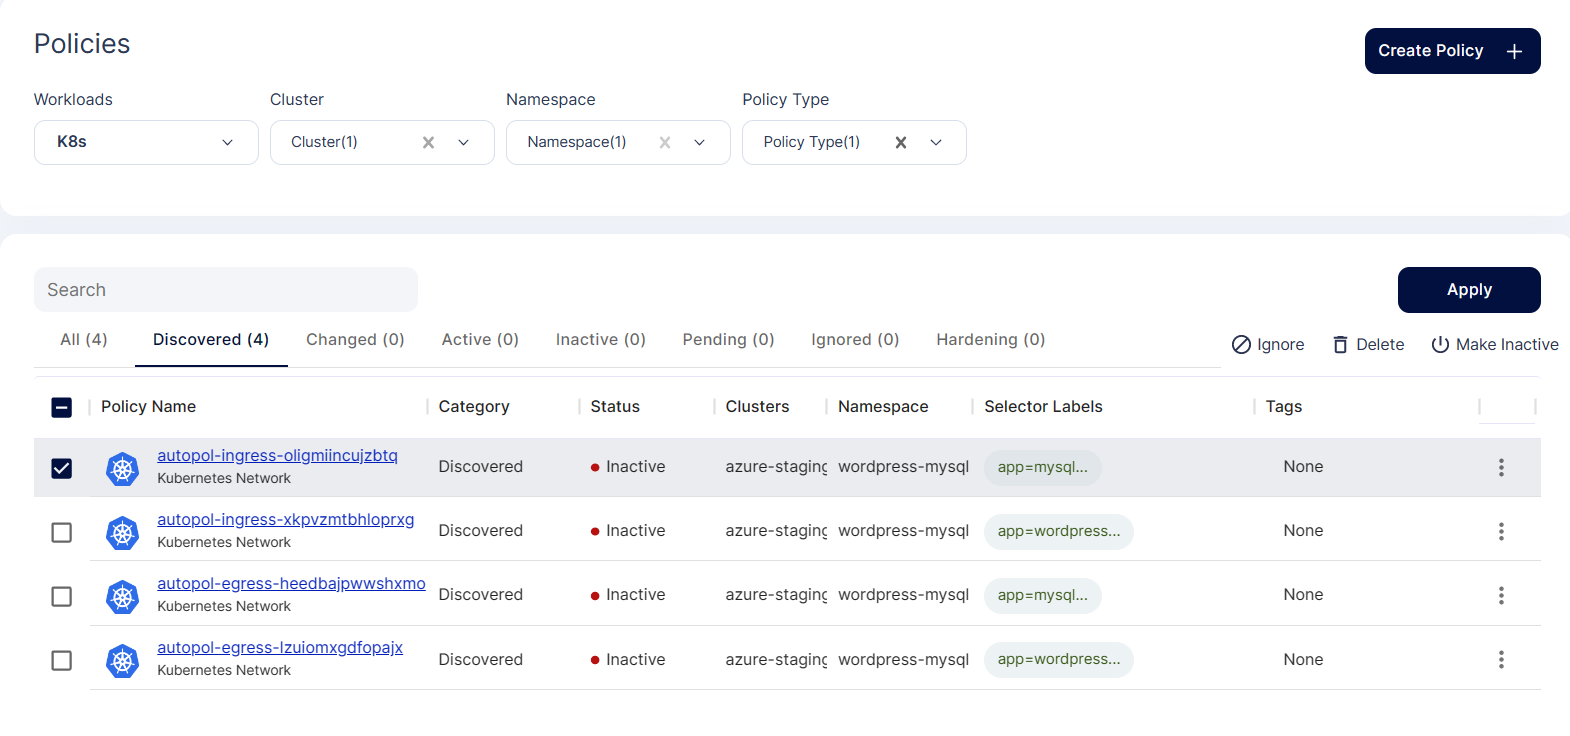 Policies
Create Policy
Workloads Cluster Namespace Policy Type
K8s Cluster(1) Namespace(1) Policy Type(1)
Search
Apply
All (4) Discovered (4) Changed (0) Active (0) Inactive (0) Pending (0) Ignored (0) Hardening (0)
Ignore Delete Make Inactive
Policy Name Category Status Clusters Namespace Selector Labels Tags
autopol-ingress-oligmiincujzbtq
Kubernetes Network
Discovered Inactive azure-staging wordpress-mysql app=mysql... None
autopol-ingress-xkpvzmtbhloprxg
Kubernetes Network
Discovered Inactive azure-staging wordpress-mysql app=wordpress... None
autopol-egress-heedbajpwwshxmo
Kubernetes Network
Discovered Inactive azure-staging wordpress-mysql app=mysql... None
autopol-egress-lzuiomxgdfopajx
Kubernetes Network
Discovered Inactive azure-staging wordpress-mysql app=wordpress... None